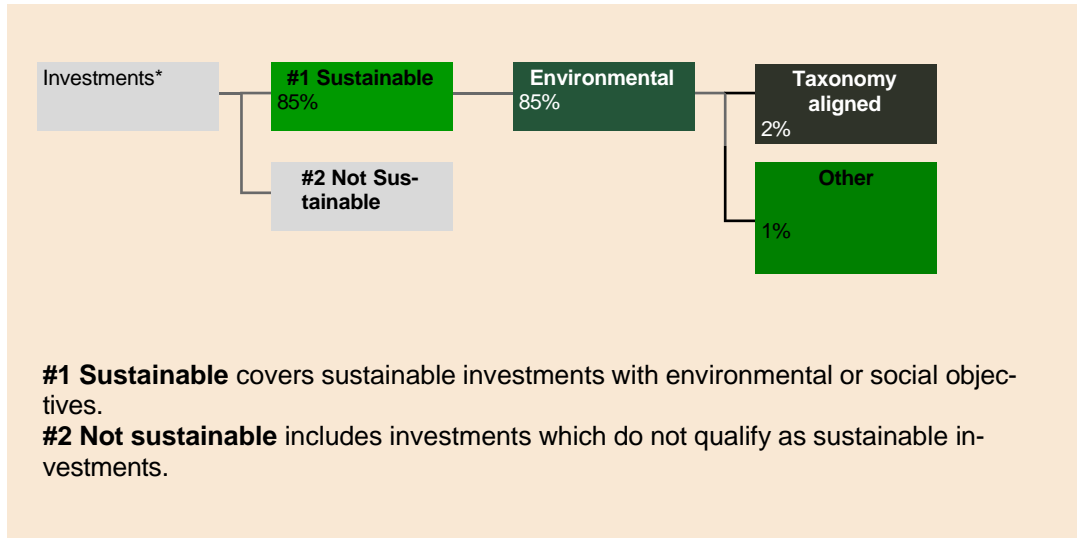 Investments*
#1 Sustainable
85%
Environmental
85%
Taxonomy
aligned
2%
#2 Not Sus-
tainable
Other
1%
#1 Sustainable covers sustainable investments with environmental or social objec-
tives.
#2 Not sustainable includes investments which do not qualify as sustainable in-
vestments.